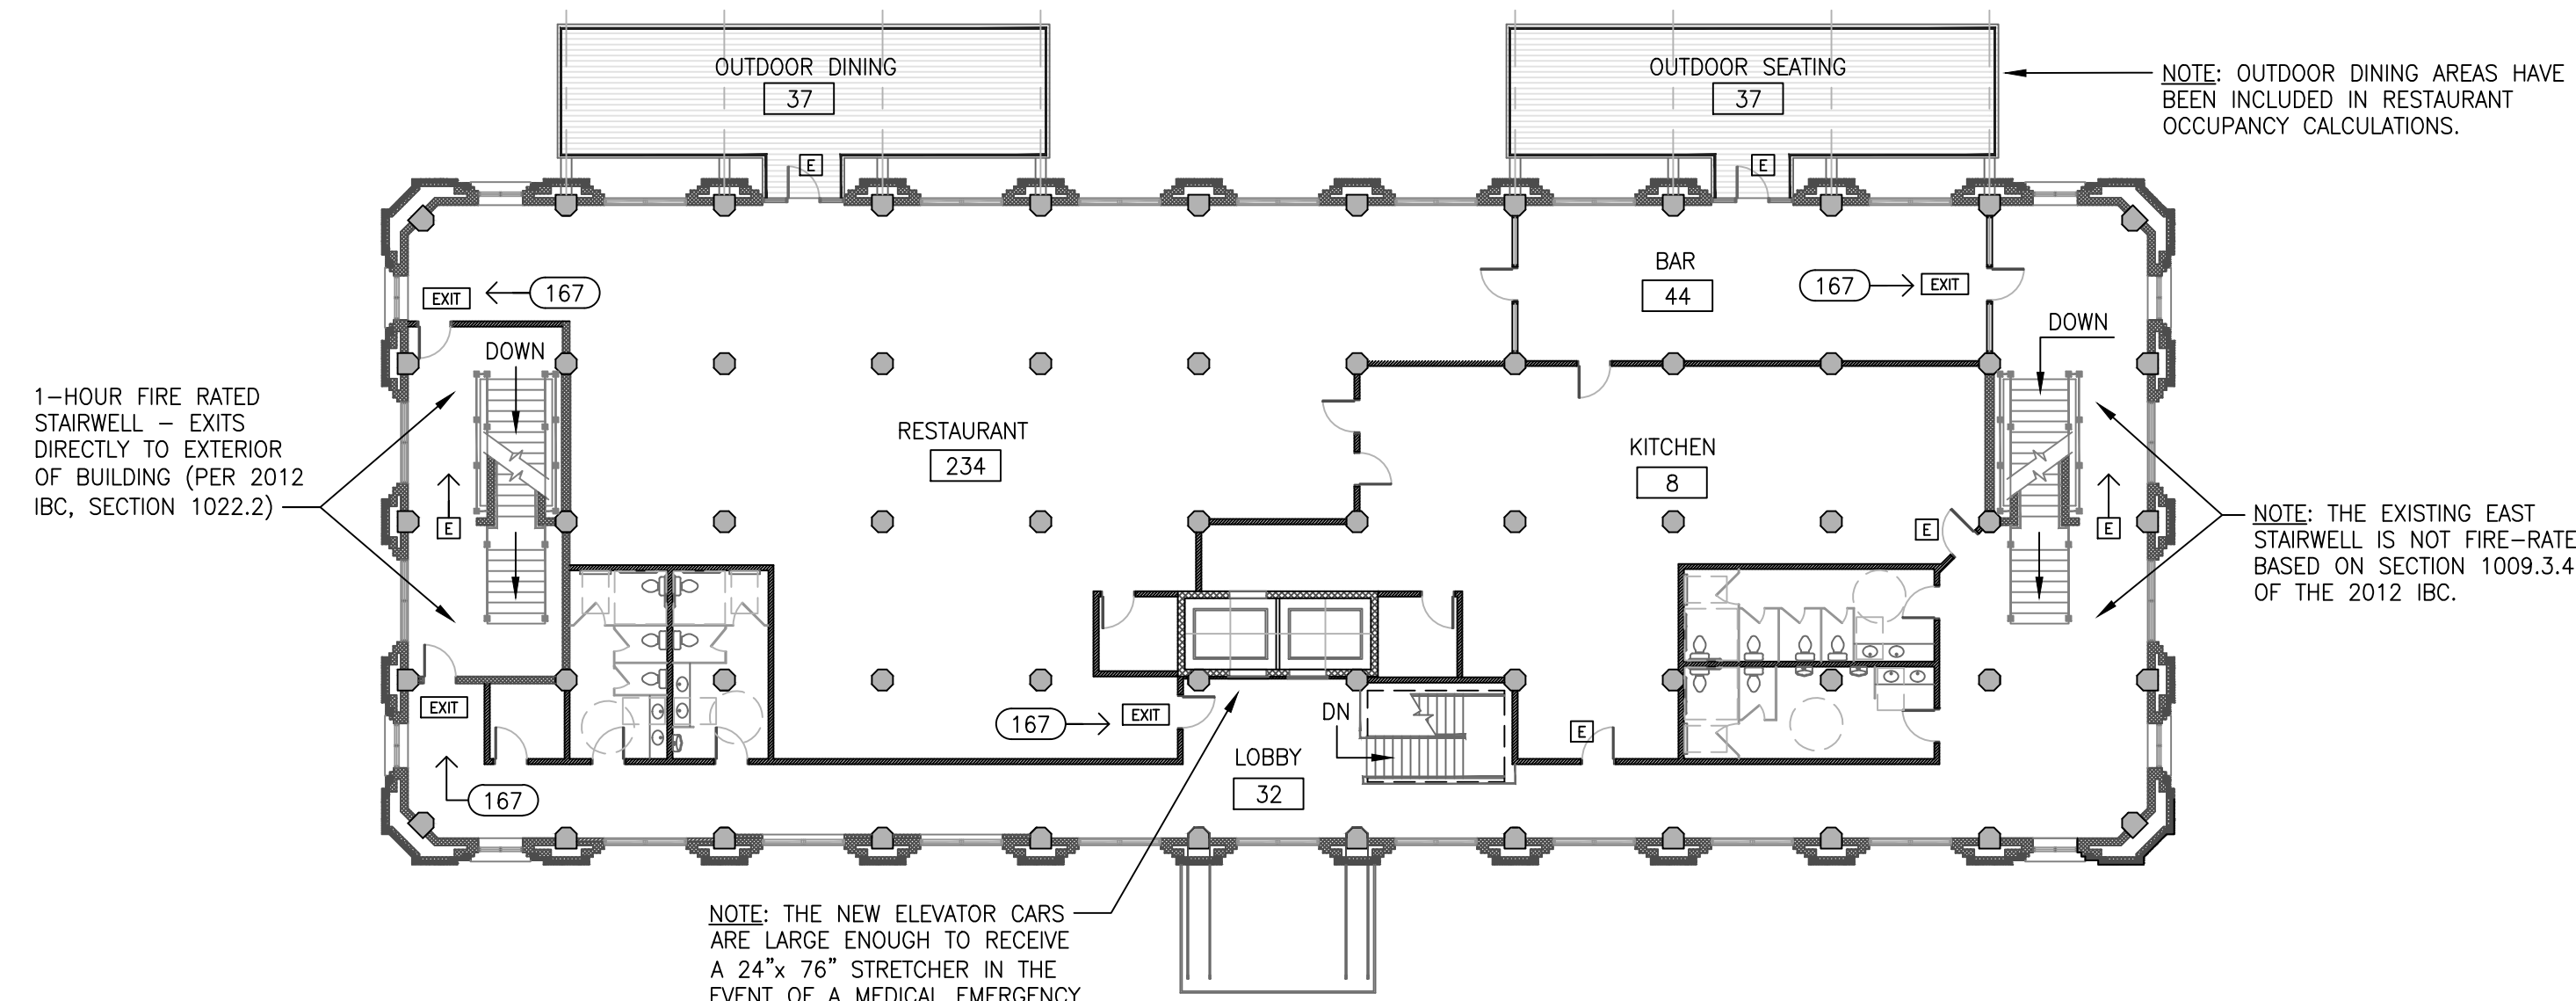 OUTDOOR DINING
37
E
OUTDOOR SEATING
37
E
NOTE: OUTDOOR DINING AREAS HAVE
BEEN INCLUDED IN RESTAURANT
OCCUPANCY CALCULATIONS.
EXIT
167
BAR
44
167
EXIT
DOWN
DOWN
1-HOUR FIRE RATED
STAIRWELL - EXITS
DIRECTLY TO EXTERIOR
OF BUILDING (PER 2012
IBC, SECTION 1022.2)
E
RESTAURANT
234
KITCHEN
8
E
E
NOTE: THE EXISTING EAST
STAIRWELL IS NOT FIRE-RATE
BASED ON SECTION 1009.3.4
OF THE 2012 IBC.
EXIT
167
167
EXIT
DN
E
LOBBY
32
NOTE: THE NEW ELEVATOR CARS
ARE LARGE ENOUGH TO RECEIVE
A 24"x 76" STRETCHER IN THE
EVENT OF A MEDICAL EMERGENCY